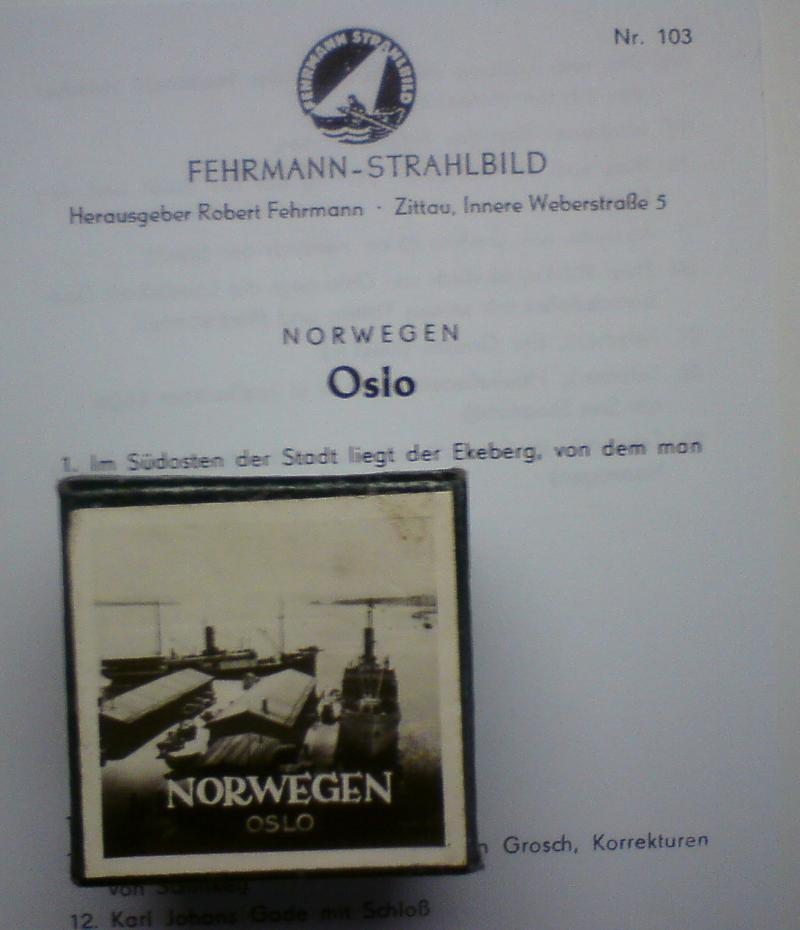 Nr. 103
FEHRMANN STRAHLBILD
FEHRMANN-STRAHLBILD
Herausgeber Robert Fehrmann · Zittau, Innere Weberstraße 5
NORWEGEN
Oslo
1. Im Südosten der Stadt liegt der Ekeberg, von dem man
NORWEGEN
OSLO
Grosch, Korrekturen
von
12. Karl Johans Gade mit Schloß